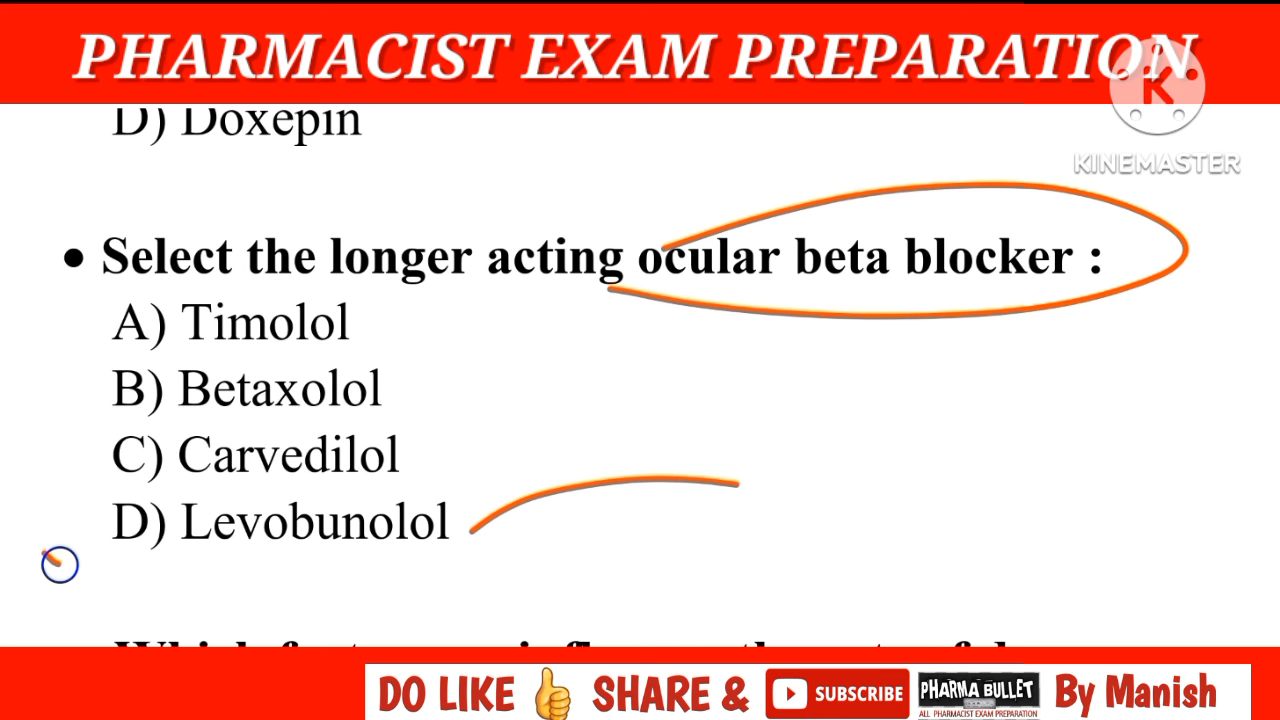 PHARMACIST EXAM PREPARATION
K
KINEMASTER
D) Doxepin
• Select the longer acting ocular beta blocker :
A) Timolol
B) Betaxolol
C) Carvedilol
D) Levobunolol
DO LIKE 👍 SHARE & SUBSCRIBE PHARMA BULLET By Manish
ALL PHARMACIST EXAM PREPARATION